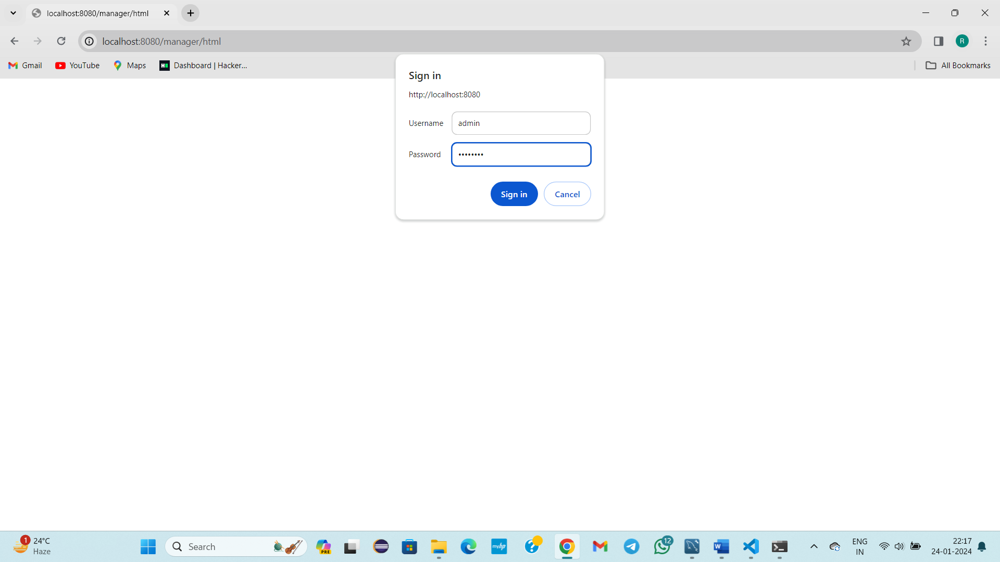 localhost:8080/manager/html
localhost:8080/manager/html
R
Gmail
YouTube
Maps
Dashboard | Hacker...
All Bookmarks
Sign in
http://localhost:8080
Username
admin
Password
••••••••
Sign in
Cancel
1
24°C
Haze
Search
PRE
myhp
12
W
ENG
IN
22:17
24-01-2024